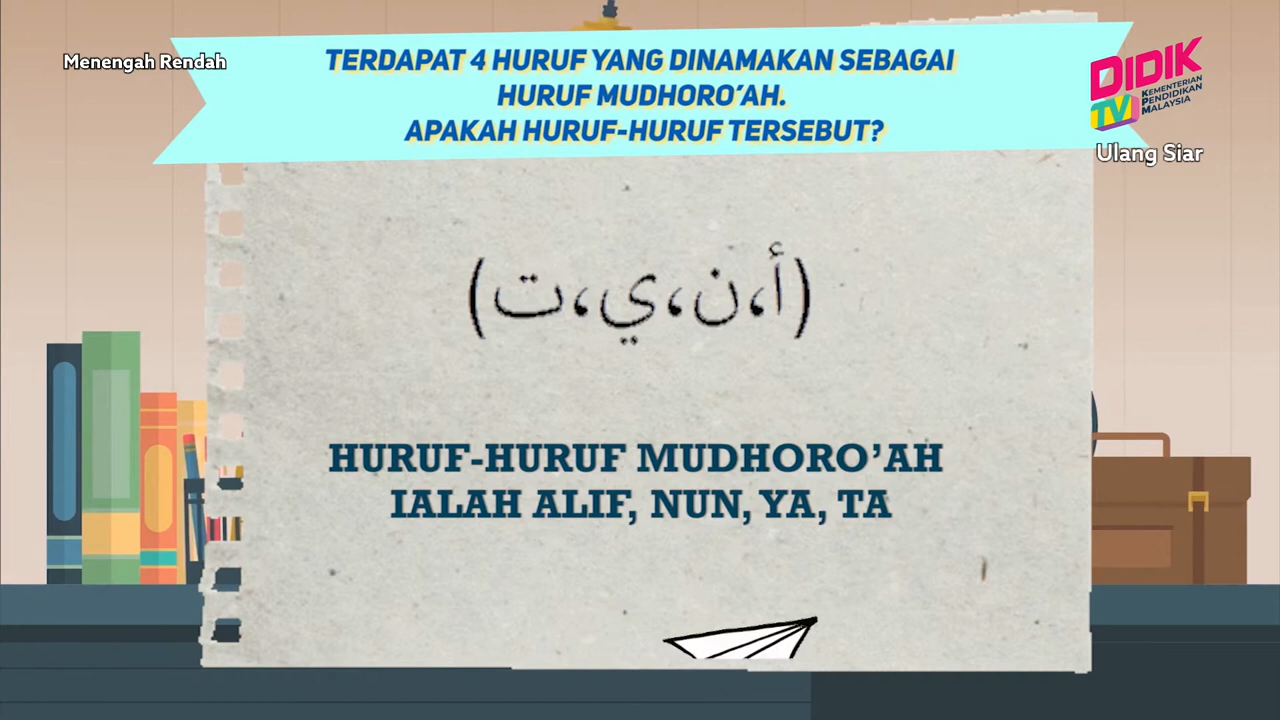 Menengah Rendah
TERDAPAT 4 HURUF YANG DINAMAKAN SEBAGAI
HURUF MUDHORO'AH.
APAKAH HURUF-HURUF TERSEBUT?
DIDIK
TV
KEMENTERIAN
PENDIDIKAN
MALAYSIA
Ulang Siar
(أ،ن،ي،ت)
HURUF-HURUF MUDHORO'AH
IALAH ALIF, NUN, YA, TA